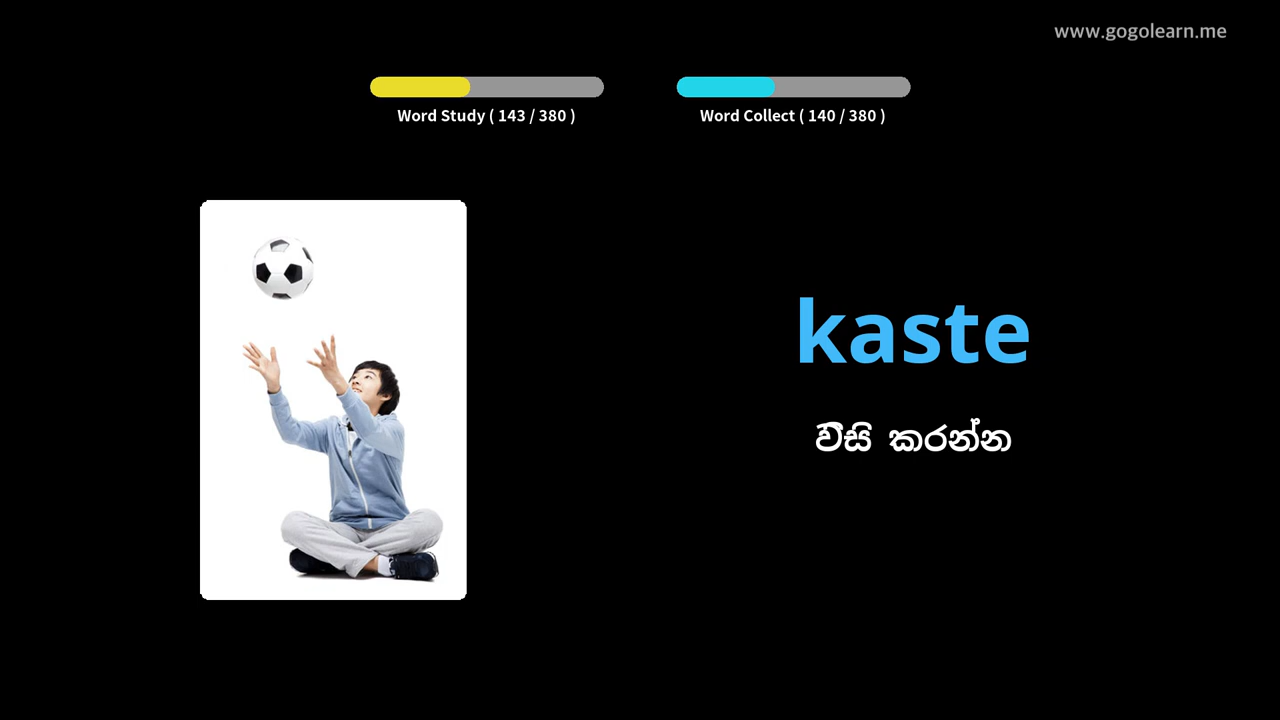 www.gogolearn.me
Word Study ( 143 / 380 )
Word Collect ( 140 / 380 )
kaste
වීසි කරන්න